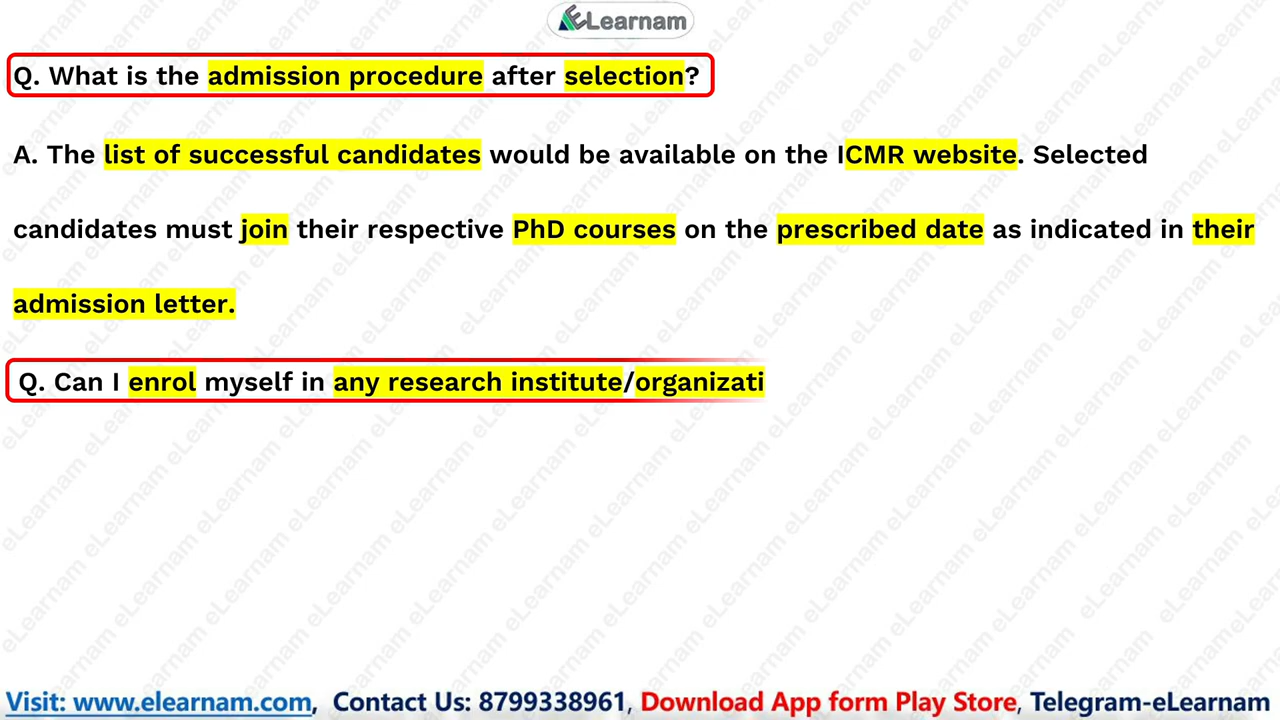 ELearnam
Q. What is the admission procedure after selection?
A. The list of successful candidates would be available on the ICMR website. Selected
candidates must join their respective PhD courses on the prescribed date as indicated in their
admission letter.
Q. Can I enrol myself in any research institute/organizati
Visit: www.elearnam.com, Contact Us: 8799338961, Download App form Play Store, Telegram-eLearnam